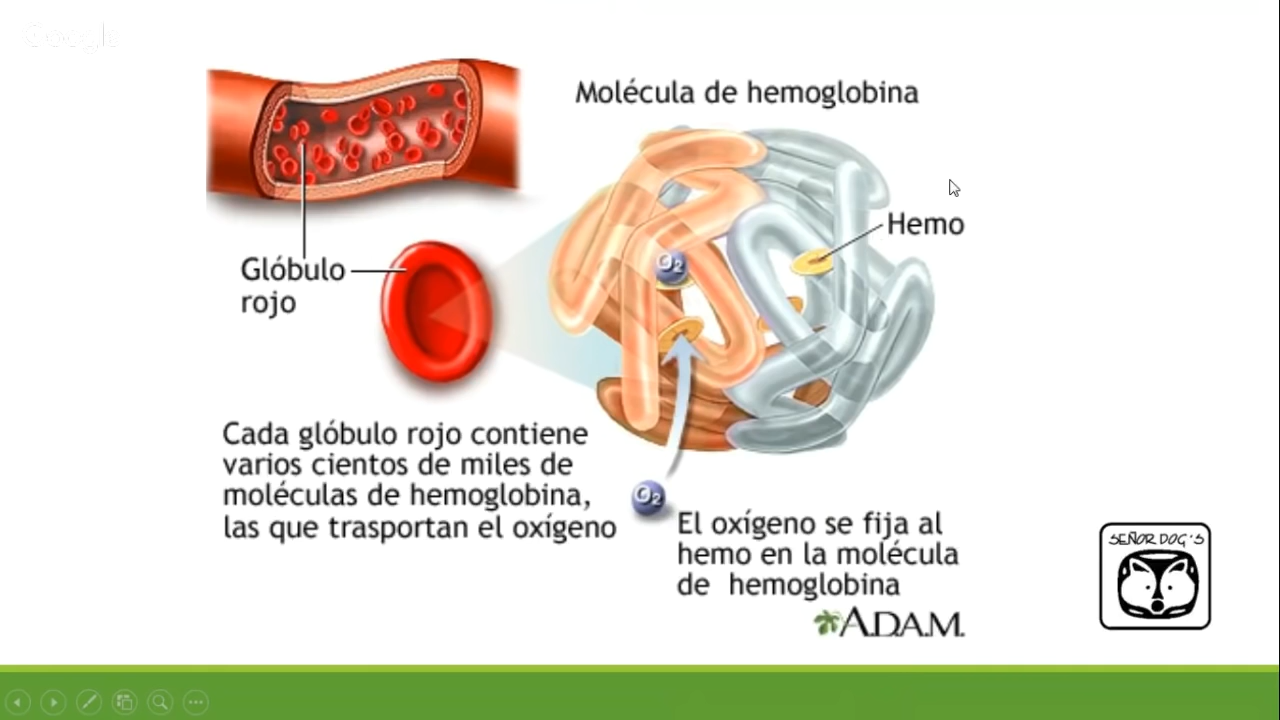 Molécula de hemoglobina
Hemo
O₂
Glóbulo
rojo
Cada glóbulo rojo contiene
varios cientos de miles de
moléculas de hemoglobina,
las que trasportan el oxígeno
O₂
El oxígeno se fija al
hemo en la molécula
de hemoglobina
A.D.A.M.
SEÑOR DOG'S